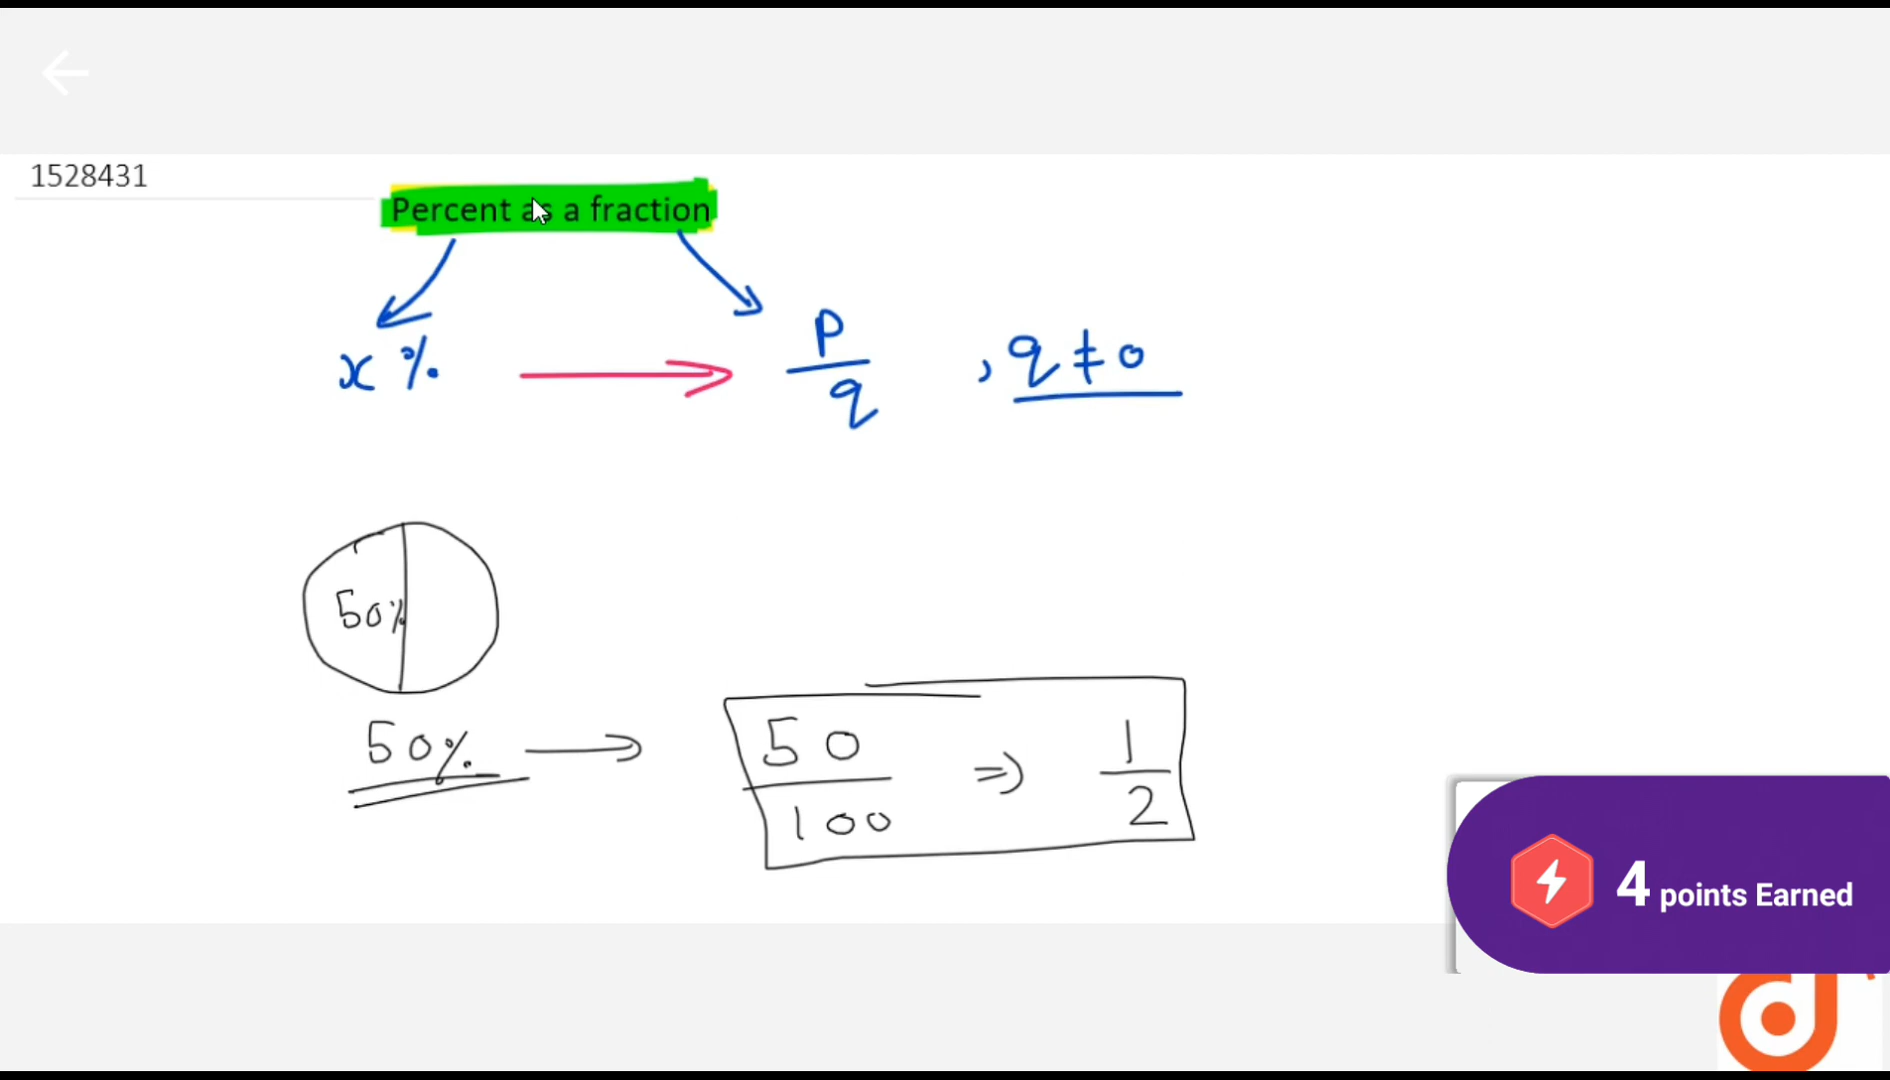 1528431
Percent as a fraction
x% → p/q , q ≠ 0
50%
50% → 50/100 ⇒ 1/2
4 points Earned